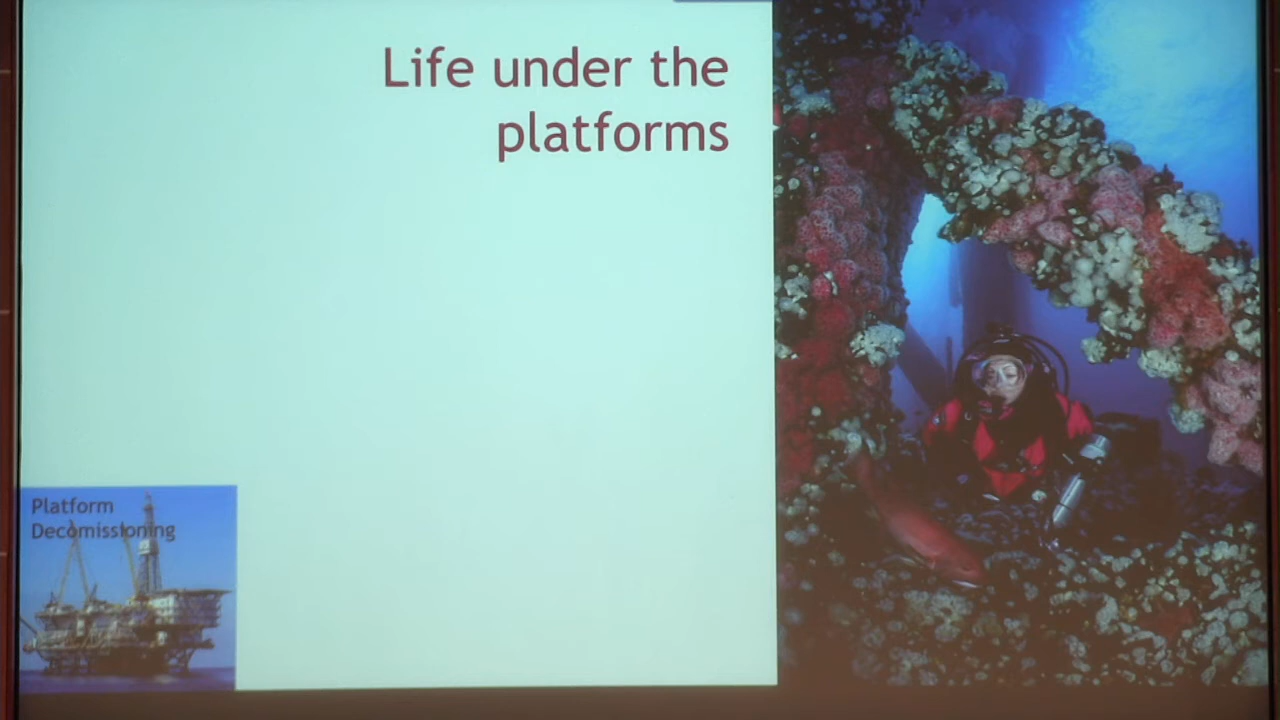 Life under the
platforms
Platform
Decomissioning